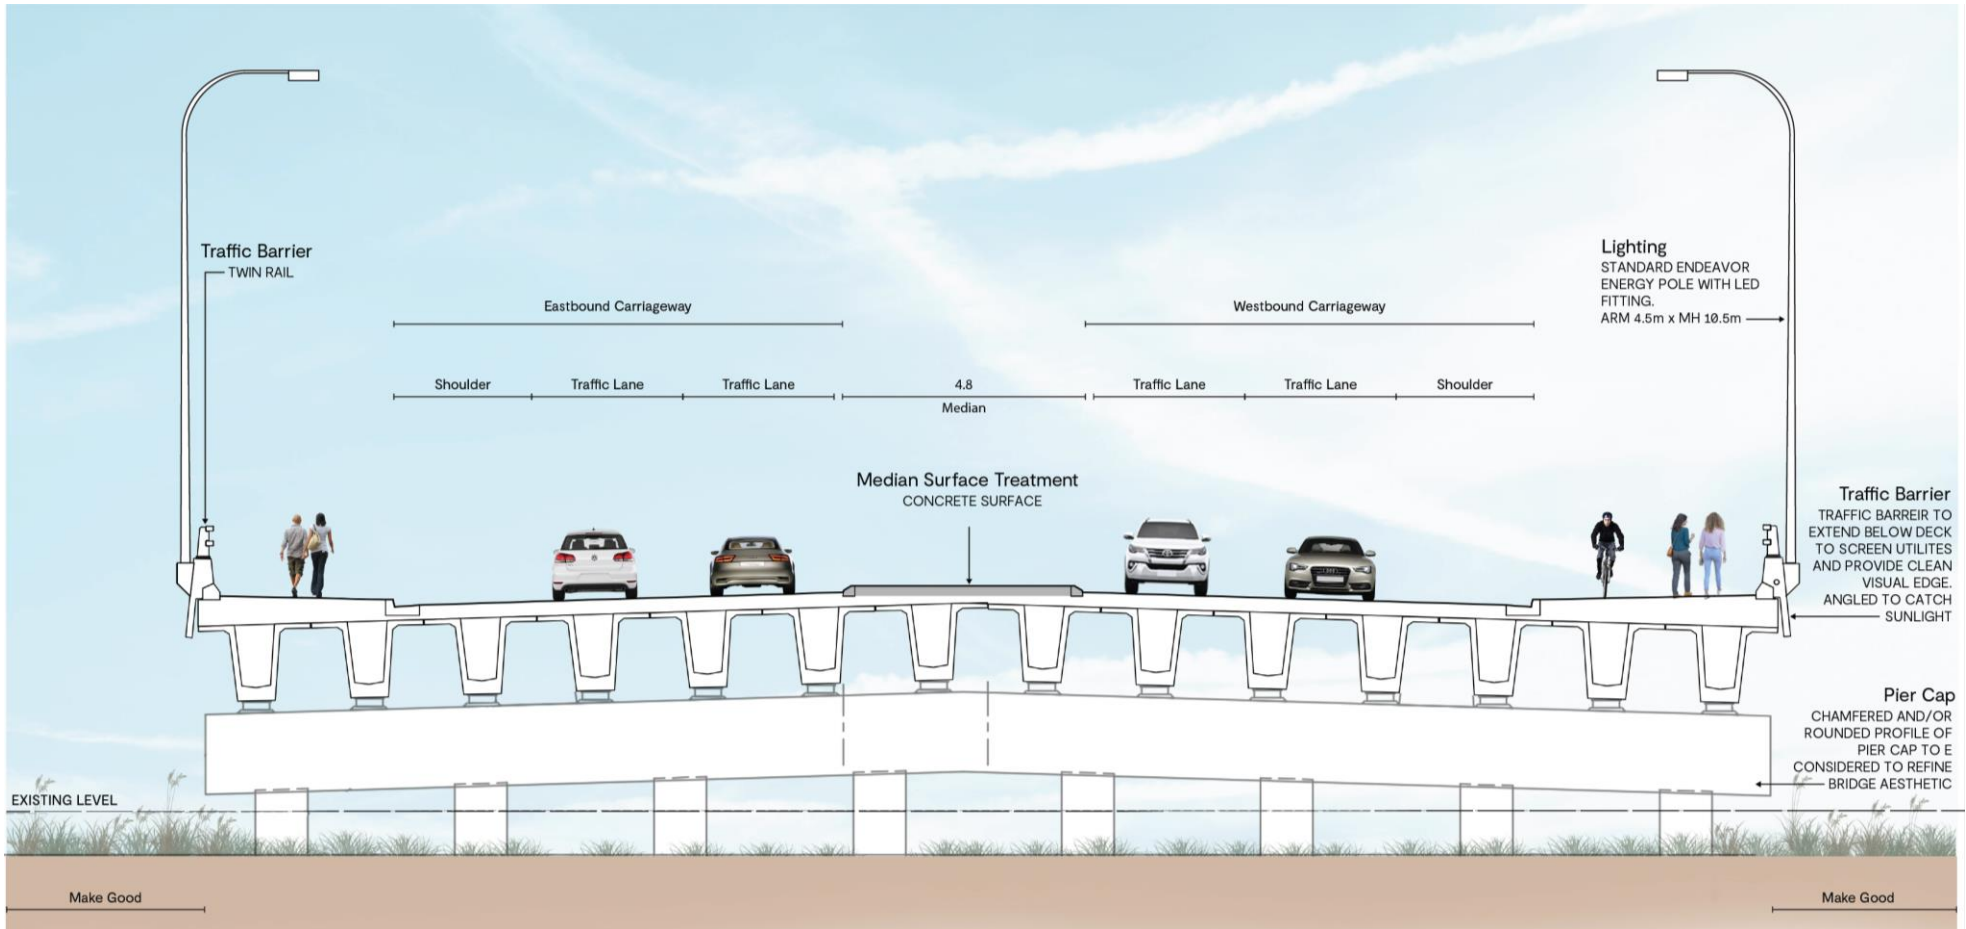 Traffic Barrier
TWIN RAIL
Lighting
STANDARD ENDEAVOR
ENERGY POLE WITH LED
FITTING.
ARM 4.5m x MH 10.5m
Eastbound Carriageway
Westbound Carriageway
Shoulder
Traffic Lane
Traffic Lane
4.8
Median
Traffic Lane
Traffic Lane
Shoulder
Median Surface Treatment
CONCRETE SURFACE
Traffic Barrier
TRAFFIC BARREIR TO
EXTEND BELOW DECK
TO SCREEN UTILITES
AND PROVIDE CLEAN
VISUAL EDGE.
ANGLED TO CATCH
SUNLIGHT
Pier Cap
CHAMFERED AND/OR
ROUNDED PROFILE OF
PIER CAP TO E
CONSIDERED TO REFINE
BRIDGE AESTHETIC
EXISTING LEVEL
Make Good
Make Good